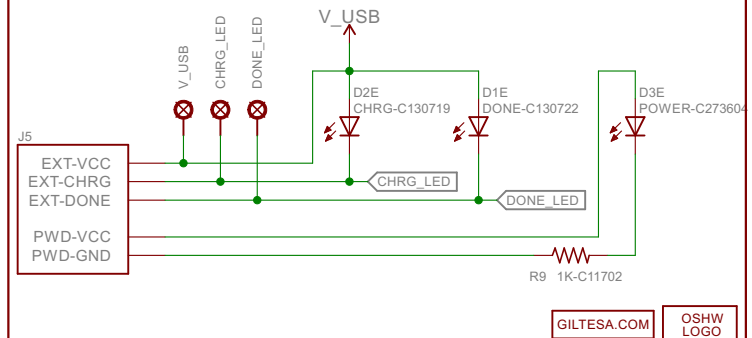 V_USB
V_USB
CHRG_LED
DONE_LED
D2E
CHRG-C130719
D1E
DONE-C130722
D3E
POWER-C273604
J5
EXT-VCC
EXT-CHRG
EXT-DONE
PWD-VCC
PWD-GND
CHRG_LED
DONE_LED
R9 1K-C11702
GILTESA.COM
OSHW
LOGO